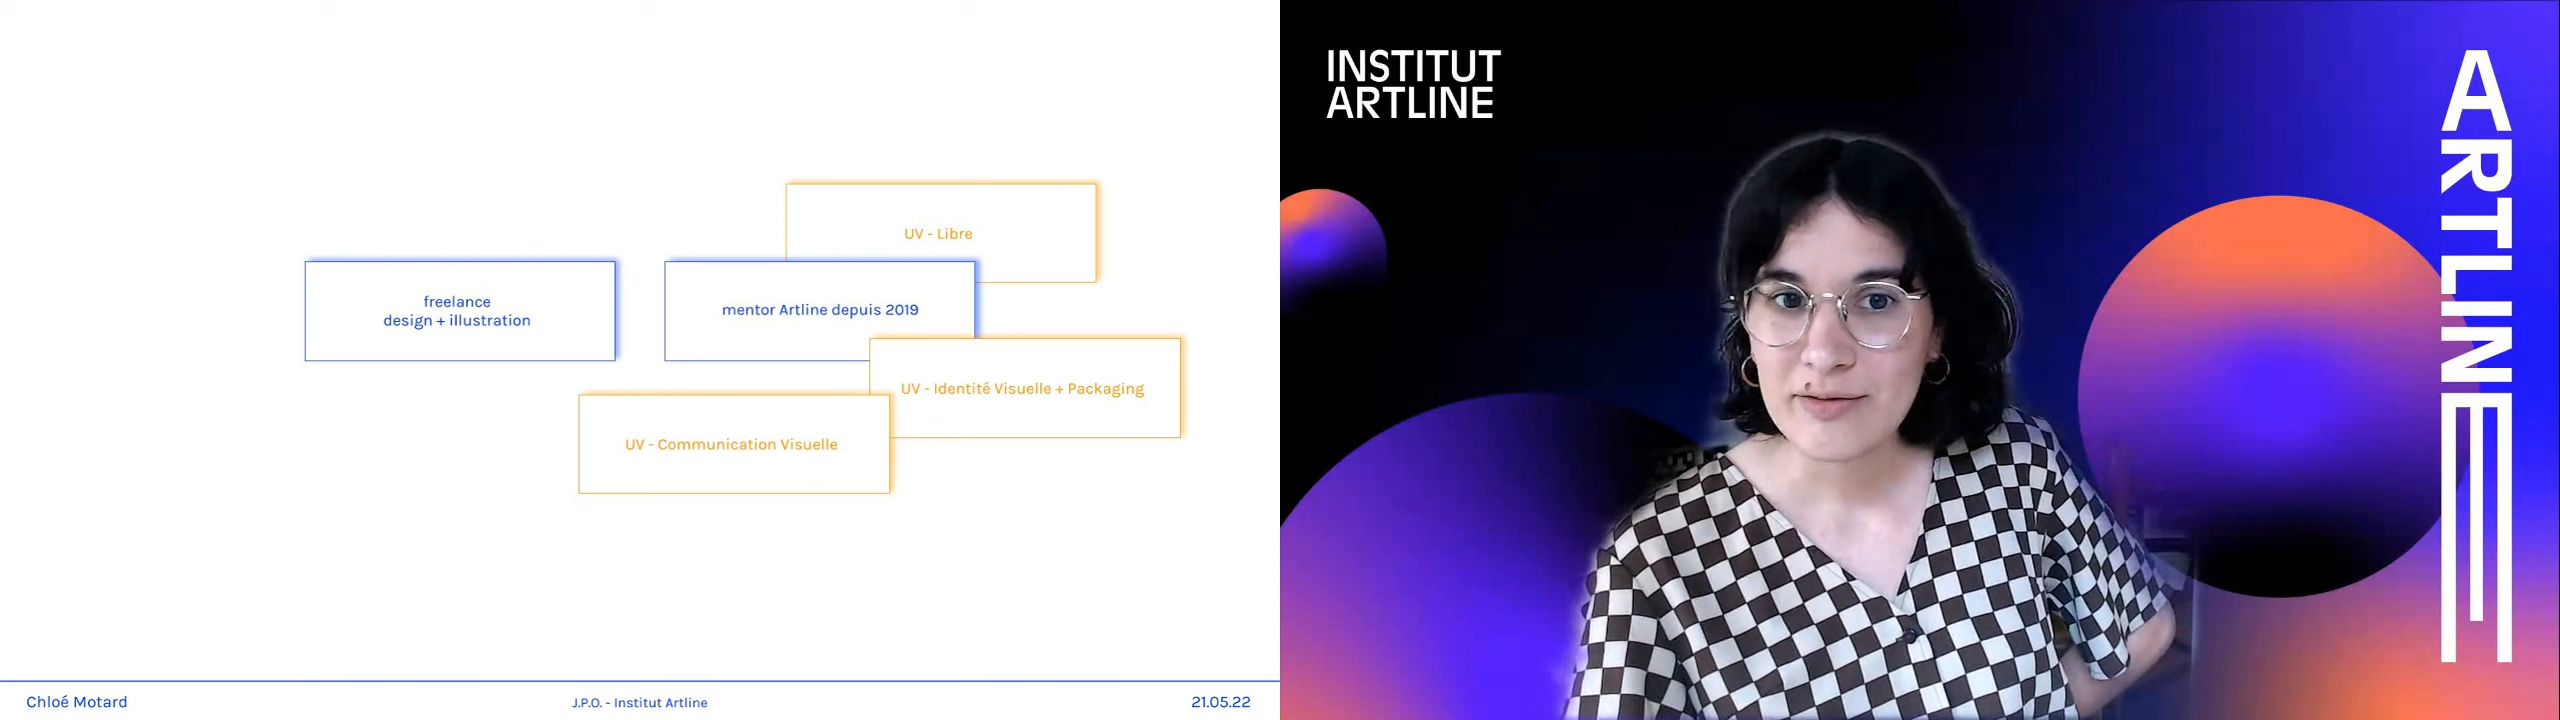 UV - Libre
freelance
design + illustration
mentor Artline depuis 2019
UV - Identité Visuelle + Packaging
UV - Communication Visuelle
Chloé Motard
J.P.O. - Institut Artline
21.05.22
INSTITUT
ARTLINE
ARTLINE